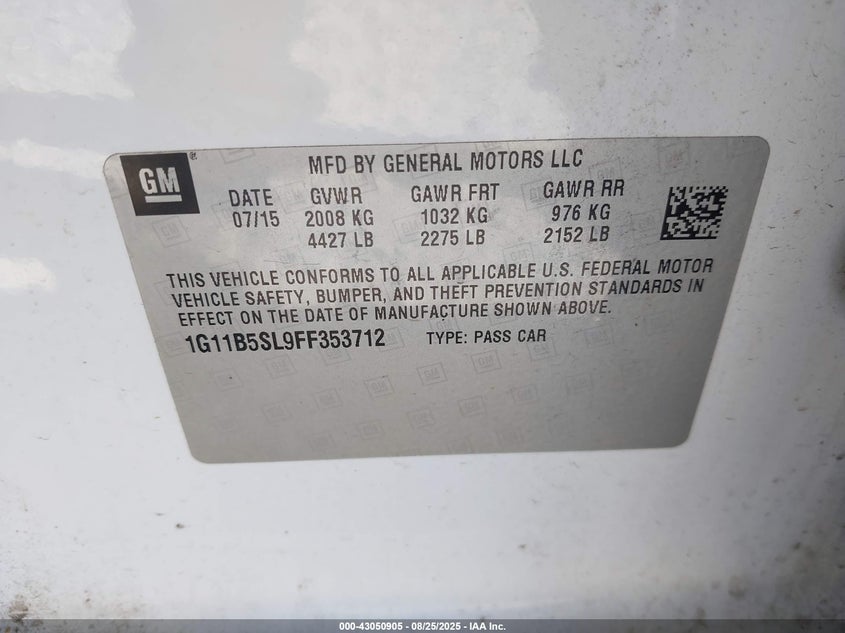 GM®
MFD BY GENERAL MOTORS LLC
DATE GVWR GAWR FRT GAWR RR
07/15 2008 KG 1032 KG 976 KG
4427 LB 2275 LB 2152 LB
THIS VEHICLE CONFORMS TO ALL APPLICABLE U.S. FEDERAL MOTOR
VEHICLE SAFETY, BUMPER, AND THEFT PREVENTION STANDARDS IN
EFFECT ON THE DATE OF MANUFACTURE SHOWN ABOVE.
1G11B5SL9FF353712 TYPE: PASS CAR
000-43050905 - 08/25/2025 - IAA Inc.